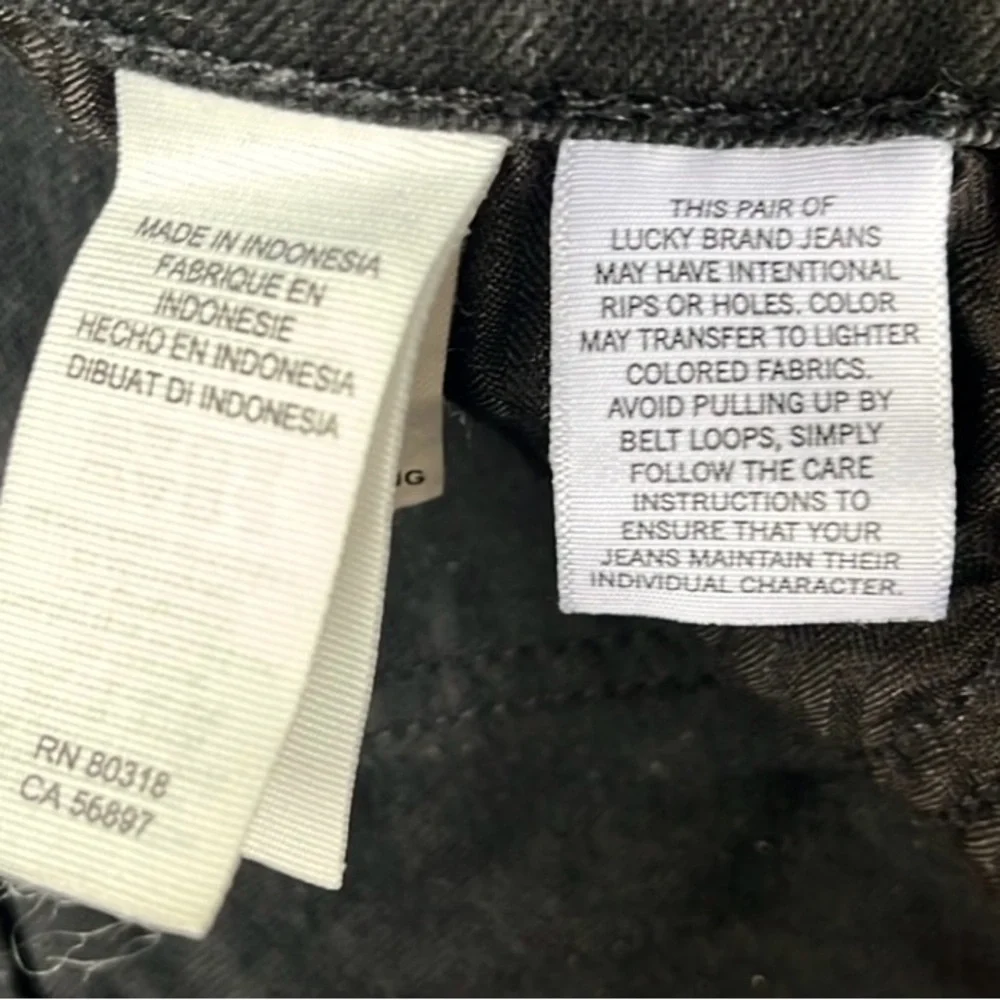 MADE IN INDONESIA
FABRIQUE EN
INDONESIE
HECHO EN INDONESIA
DIBUAT DI INDONESIA
RN 80318
CA 56897
THIS PAIR OF
LUCKY BRAND JEANS
MAY HAVE INTENTIONAL
RIPS OR HOLES. COLOR
MAY TRANSFER TO LIGHTER
COLORED FABRICS.
AVOID PULLING UP BY
BELT LOOPS, SIMPLY
FOLLOW THE CARE
INSTRUCTIONS TO
ENSURE THAT YOUR
JEANS MAINTAIN THEIR
INDIVIDUAL CHARACTER.